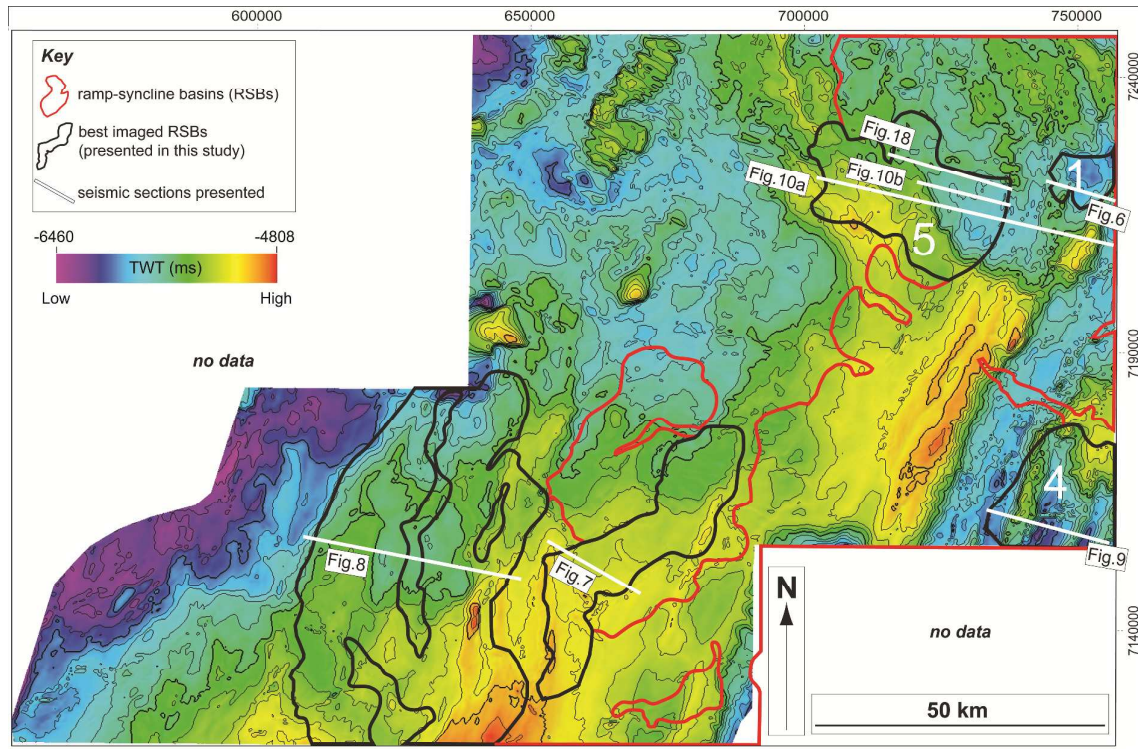 600000
650000
700000
750000
Key
ramp-syncline basins (RSBs)
best imaged RSBs
(presented in this study)
seismic sections presented
-6460
-4808
TWT (ms)
Low
High
no data
7240000
7190000
7140000
Fig.18
Fig.10b
Fig.10a
1
Fig.6
5
4
Fig.9
Fig.8
Fig.7
N
no data
50 km